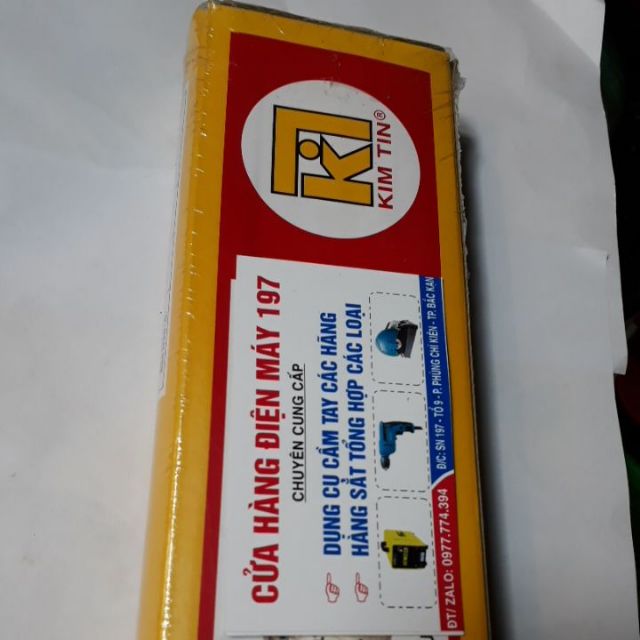 KIM TIN®
CỬA HÀNG ĐIỆN MÁY 197
CHUYÊN CUNG CẤP
DỤNG CỤ CẦM TAY CÁC HÃNG
HÀNG SẮT TỔNG HỢP CÁC LOẠI
ĐT/ ZALO: 0977.774.394
Đ/C: SN 197 - TỔ 9 - P. PHÙNG CHÍ KIÊN - TP. BẮC KẠN